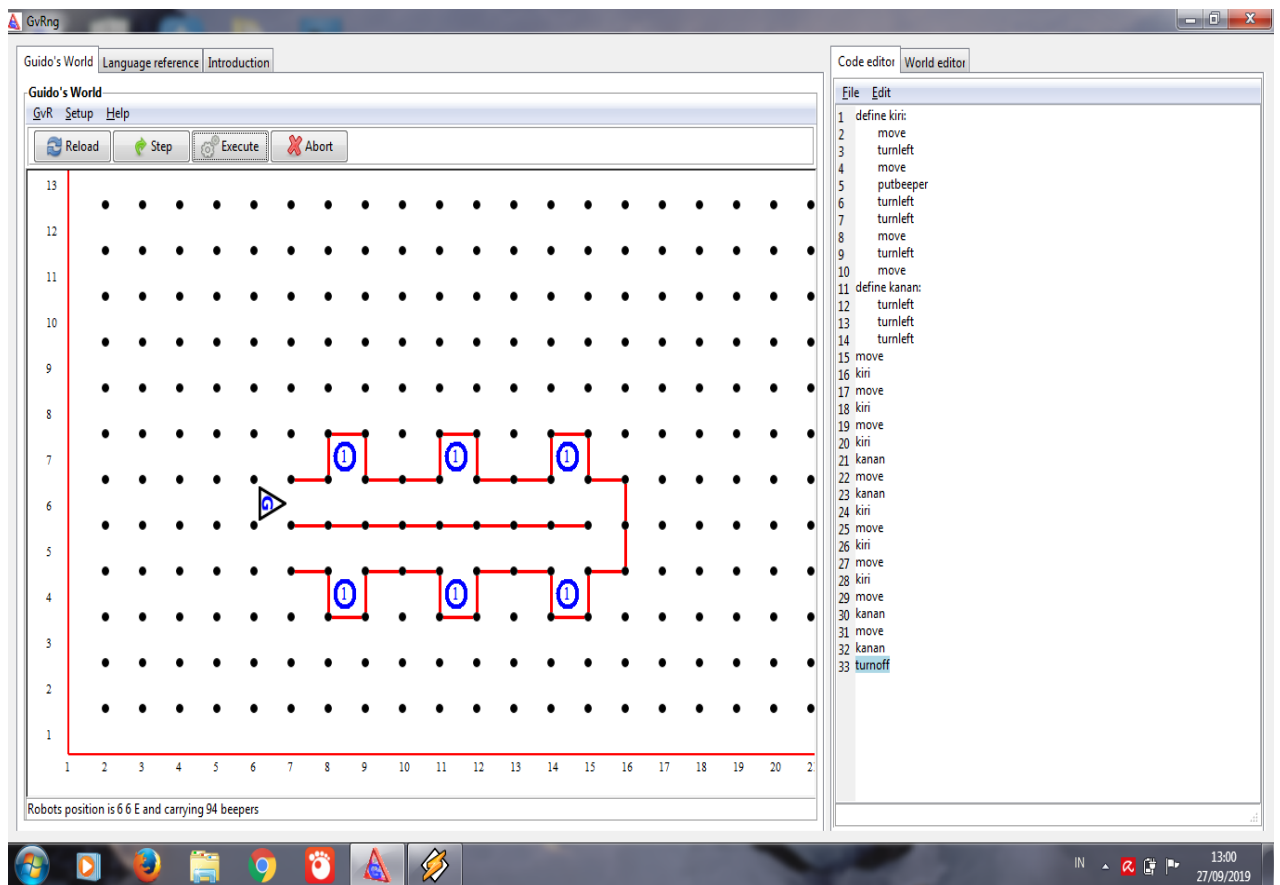 GvRng
Guido's World Language reference Introduction
Guido's World
GvR Setup Help
Reload Step Execute Abort
13
12
11
10
9
8
7
6
5
4
3
2
1
1 1 1
G
1 1 1
1 2 3 4 5 6 7 8 9 10 11 12 13 14 15 16 17 18 19 20 2
Robots position is 6 6 E and carrying 94 beepers
Code editor World editor
File Edit
1 define kiri:
2 move
3 turnleft
4 move
5 putbeeper
6 turnleft
7 turnleft
8 move
9 turnleft
10 move
11 define kanan:
12 turnleft
13 turnleft
14 turnleft
15 move
16 kiri
17 move
18 kiri
19 move
20 kiri
21 kanan
22 move
23 kanan
24 kiri
25 move
26 kiri
27 move
28 kiri
29 move
30 kanan
31 move
32 kanan
33 turnoff
IN 13:00
27/09/2019